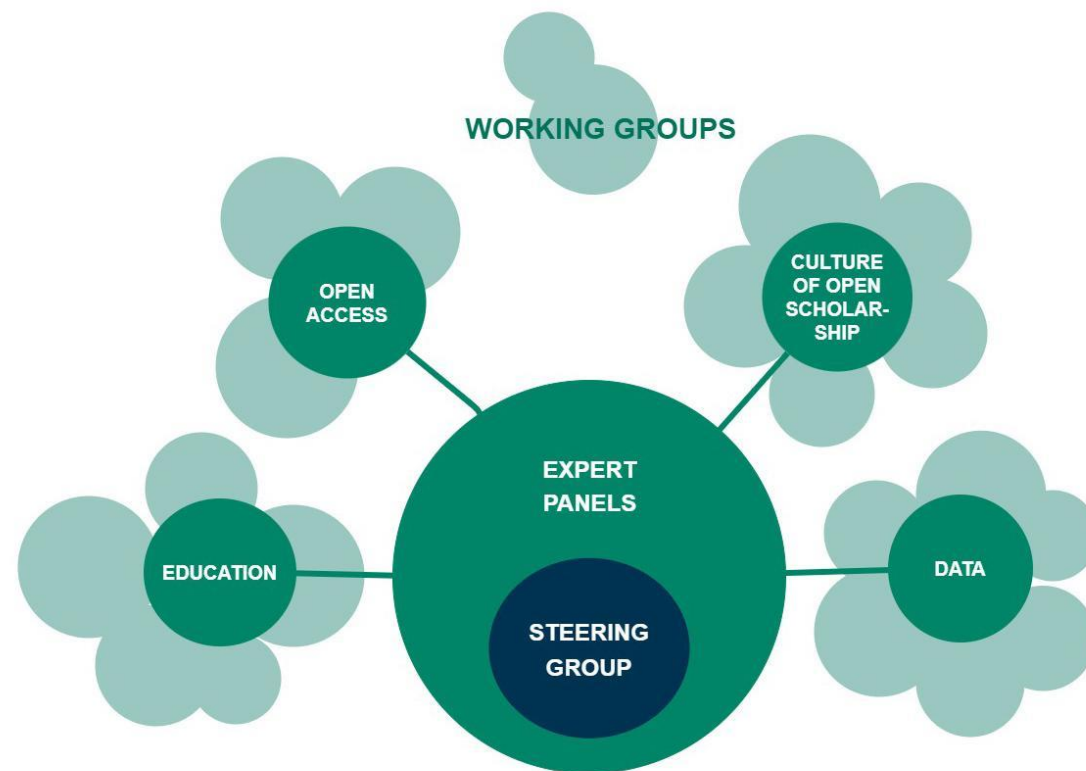 WORKING GROUPS
OPEN
ACCESS
CULTURE
OF OPEN
SCHOLAR-
SHIP
EXPERT
PANELS
EDUCATION
DATA
STEERING
GROUP